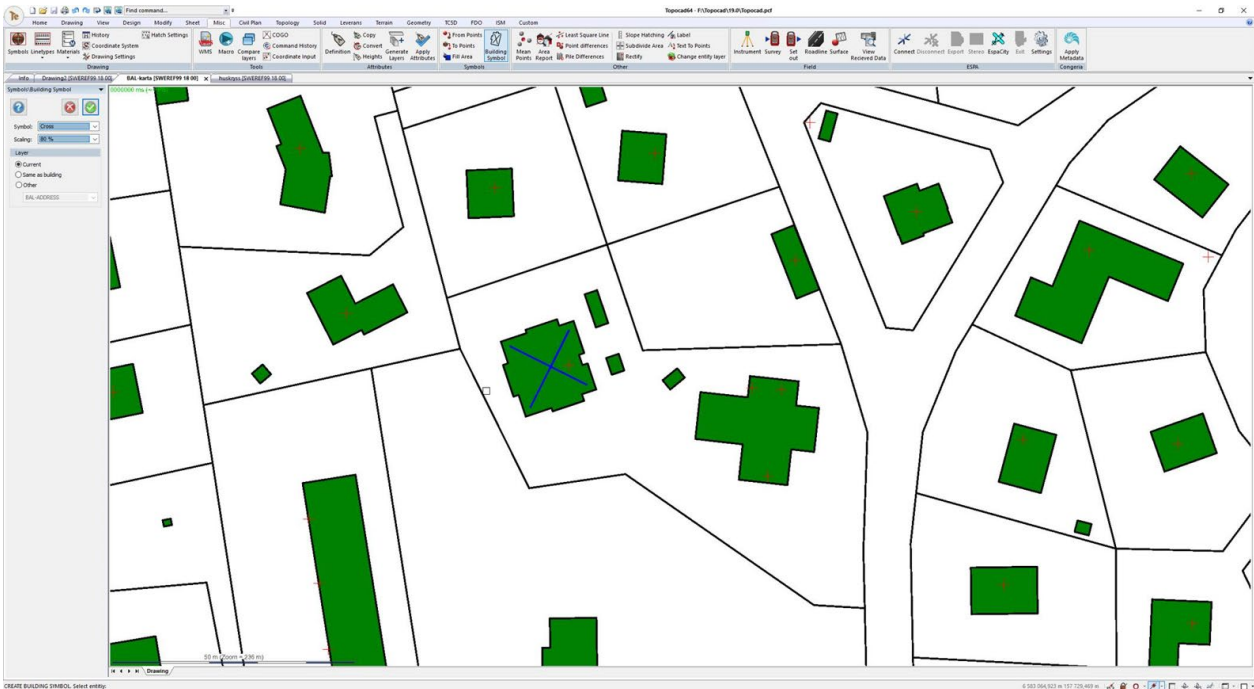 Find command...
Topocad64 - F:\Topocad\19.0\Topocad.pcf
Home Drawing View Design Modify Sheet Misc Civil Plan Topology Solid Leverans Terrain Geometry TCSD FDO ISM Custom
Symbols Linetypes Materials
History
Coordinate System
Drawing Settings
Hatch Settings
Drawing
WMS Macro Compare layers
COGO
Command History
Coordinate Input
Tools
Definition
Copy
Convert
Heights
Generate Layers
Apply Attributes
Attributes
From Points
To Points
Fill Area
Building Symbol
Symbols
Mean Points
Area Report
Least Square Line
Point differences
Pile Differences
Slope Hatching
Subdivide Area
Rectify
Label
Text To Points
Change entity layer
Other
Instrument Survey Set out Roadline Surface View Recieved Data
Field
Connect Disconnect Export Stereo EspaCity Exit Settings
ESPA
Apply Metadata
Congeria
Info Drawing2 [SWEREF99 18 00] BAL-karta [SWEREF99 18 00] huskryss [SWEREF99 18 00]
Symbols\Building Symbol
Symbol: Cross
Scaling: 80 %
Layer
Current
Same as building
Other
BAL-ADDRESS
50 m (Zoom = 236 m)
Drawing
CREATE BUILDING SYMBOL. Select entity: